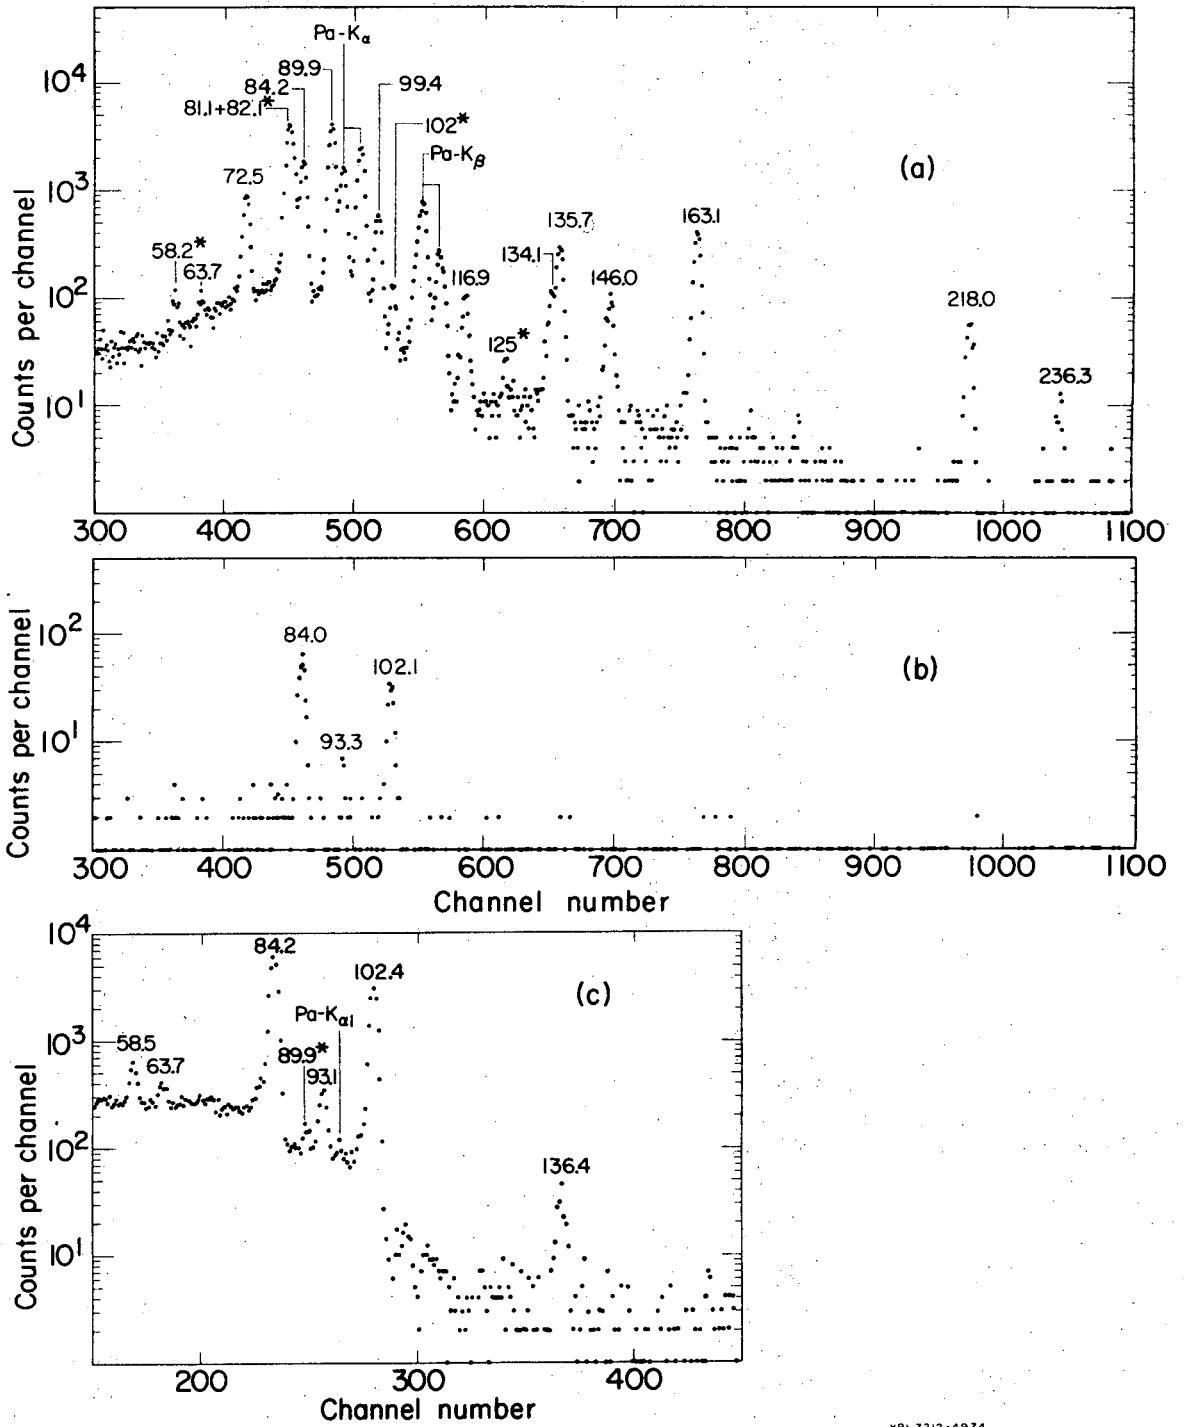 Pa-Kα
10⁴
89.9
84.2
99.4
81.1+82.1*
102*
Pa-Kβ
(a)
10³
72.5
135.7
163.1
58.2
*
63.7
134.1
116.9
146.0
218.0
10²
125*
236.3
10¹
Counts per channel
300 400 500 600 700 800 900 1000 1100
10²
84.0
102.1
(b)
93.3
10¹
Counts per channel
300 400 500 600 700 800 900 1000 1100
Channel number
10⁴
84.2
102.4
(c)
Pa-Kα1
10³
58.5
89.9*
63.7
93.1
10²
136.4
10¹
Counts per channel
200 300 400
Channel number
XBL 7212-4934